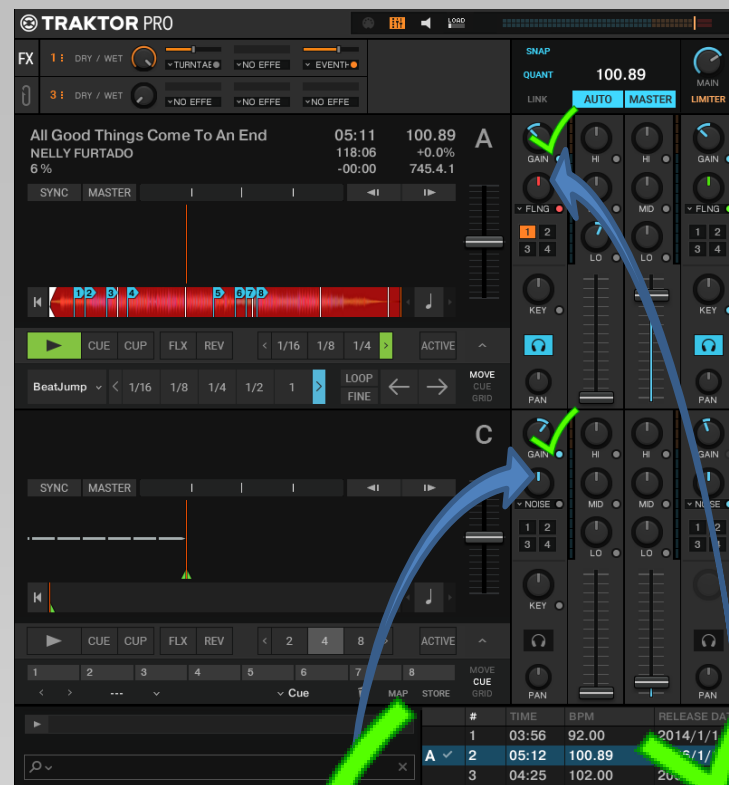 TRAKTOR PRO
LOAD
FX 1 DRY / WET TURNTAB NO EFFE EVENTH
3 DRY / WET NO EFFE NO EFFE NO EFFE
SNAP
QUANT 100.89
LINK AUTO MASTER
MAIN
LIMITER
All Good Things Come To An End 05:11 100.89 A
NELLY FURTADO 118:06 +0.0%
6 % -00:00 745.4.1
SYNC MASTER
1 2 3 4 5 6 7 8
CUE CUP FLX REV < 1/16 1/8 1/4 > ACTIVE
BeatJump < 1/16 1/8 1/4 1/2 1 > LOOP FINE MOVE CUE GRID
GAIN HI HI GAIN
FLNG MID FLNG
1 2 1 2
3 4 LO LO 3 4
KEY KEY
PAN PAN
C
SYNC MASTER
CUE CUP FLX REV < 2 4 8 ACTIVE
1 2 3 4 5 6 7 8 MOVE
< > --- Cue MAP STORE CUE
GRID
GAIN HI HI GAIN
NOISE MID MID
1 2 1 2
3 4 LO LO 3
KEY
PAN PAN
# TIME BPM RELEASE DA
1 03:56 92.00 2014/1/1
A 2 05:12 100.89
3 04:25 102.00